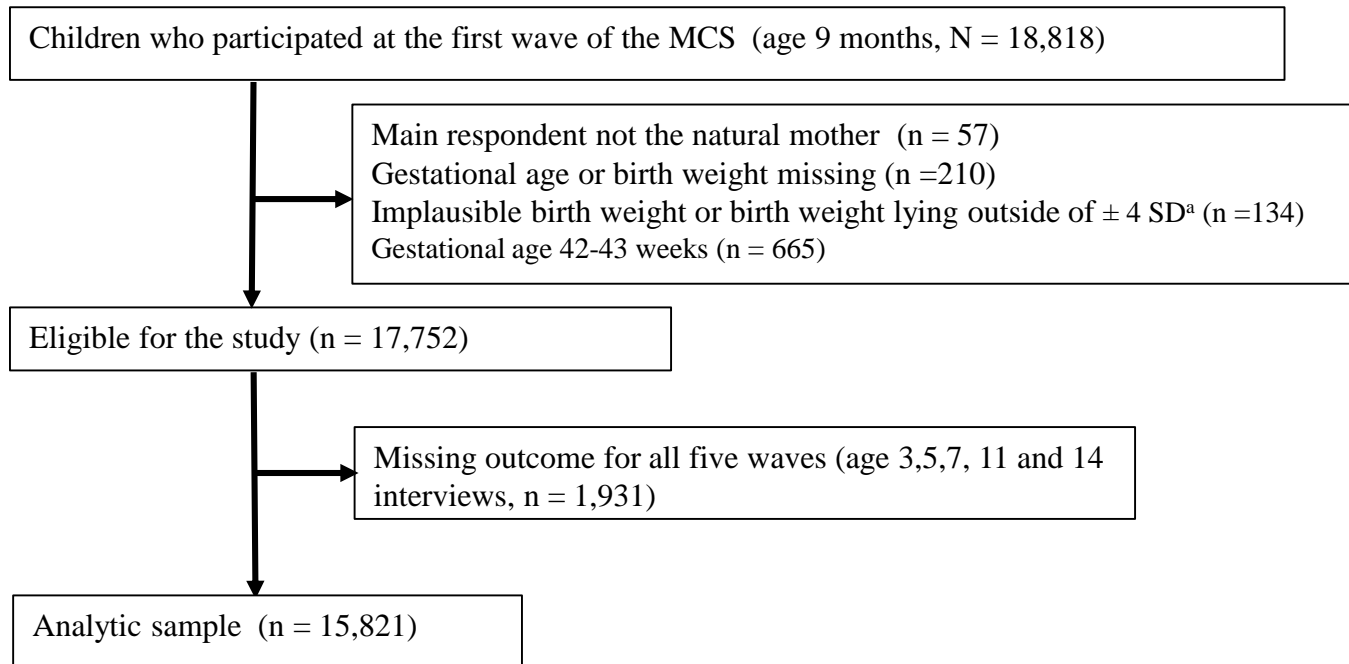 Children who participated at the first wave of the MCS (age 9 months, N = 18,818)
Main respondent not the natural mother (n = 57)
Gestational age or birth weight missing (n =210)
Implausible birth weight or birth weight lying outside of ± 4 SDᵃ (n =134)
Gestational age 42-43 weeks (n = 665)
Eligible for the study (n = 17,752)
Missing outcome for all five waves (age 3,5,7, 11 and 14
interviews, n = 1,931)
Analytic sample (n = 15,821)